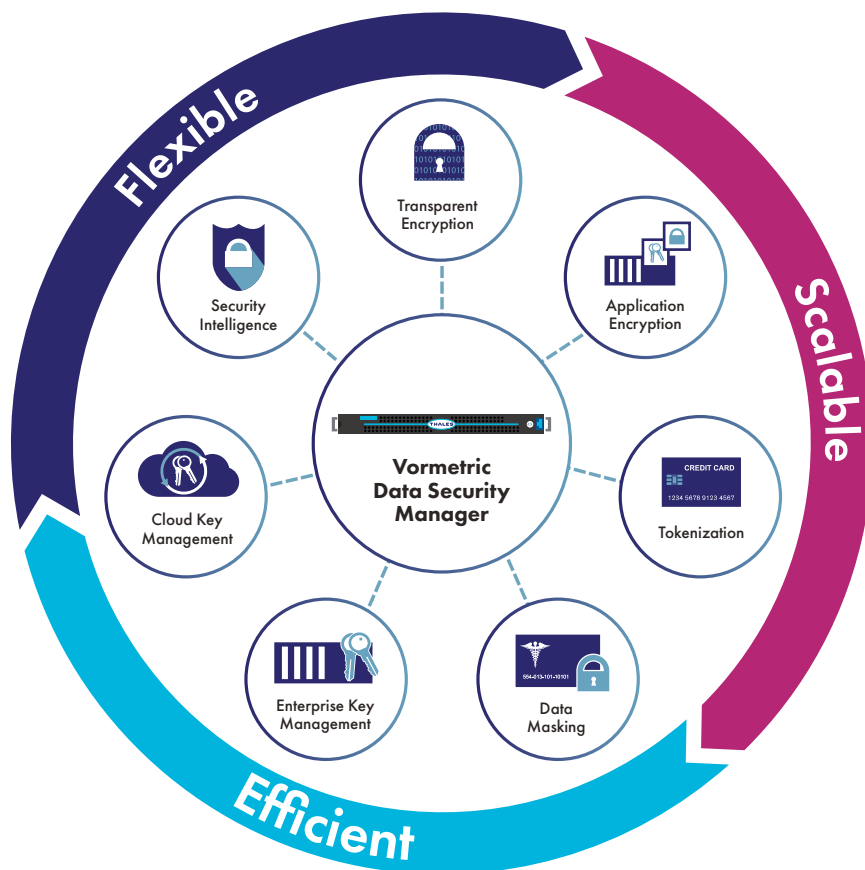 Flexible
Scalable
Efficient
Transparent
Encryption
Application
Encryption
CREDIT CARD
1234 5678 9123 4567
Tokenization
554-013-101-10101
Data
Masking
Enterprise Key
Management
Cloud Key
Management
Security
Intelligence
THALES
Vormetric
Data Security
Manager